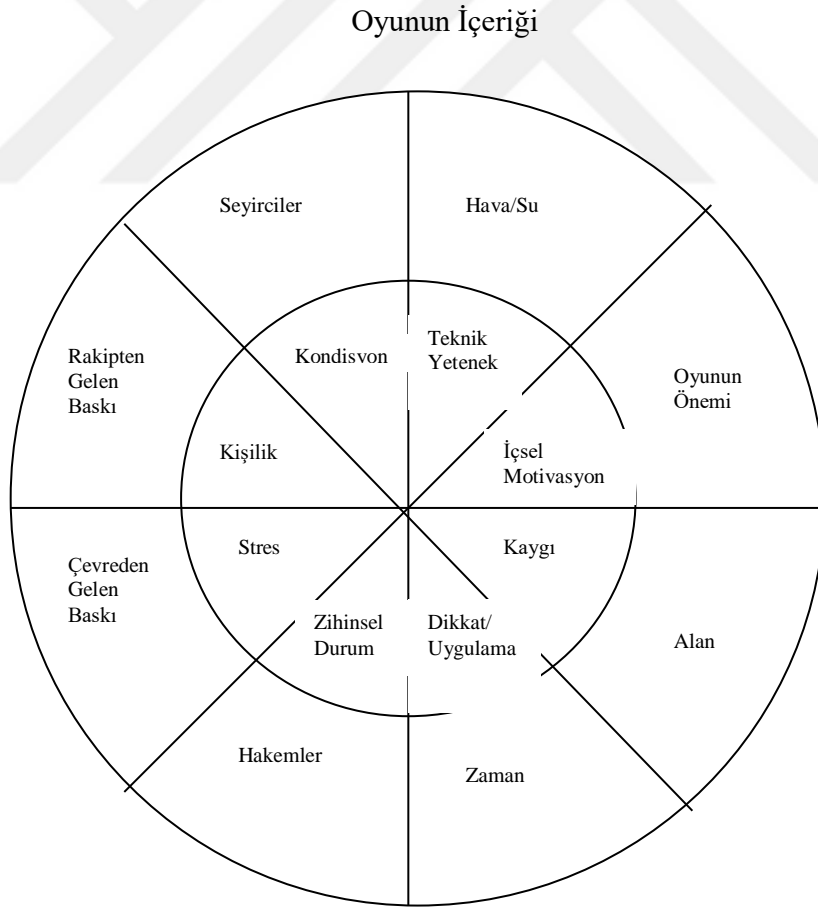 Oyunun İçeriği
Seyirciler
Hava/Su
Rakipten
Gelen
Baskı
Kondisvon
Teknik
Yetenek
Oyunun
Önemi
Kişilik
İçsel
Motivasyon
Çevreden
Gelen
Baskı
Stres
Kaygı
Zihinsel
Durum
Dikkat/
Uygulama
Alan
Hakemler
Zaman